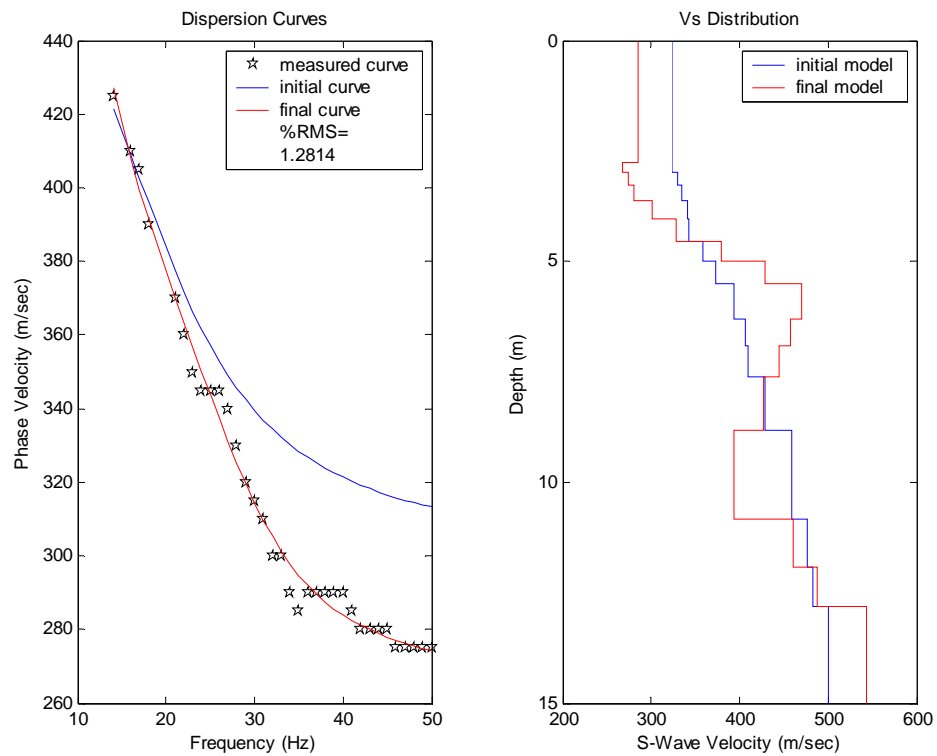 Dispersion Curves
440
420
400
380
360
340
320
300
280
260
10
20
30
40
50
Phase Velocity (m/sec)
Frequency (Hz)
measured curve
initial curve
final curve
%RMS=
1.2814
Vs Distribution
0
5
10
15
200
300
400
500
600
Depth (m)
S-Wave Velocity (m/sec)
initial model
final model